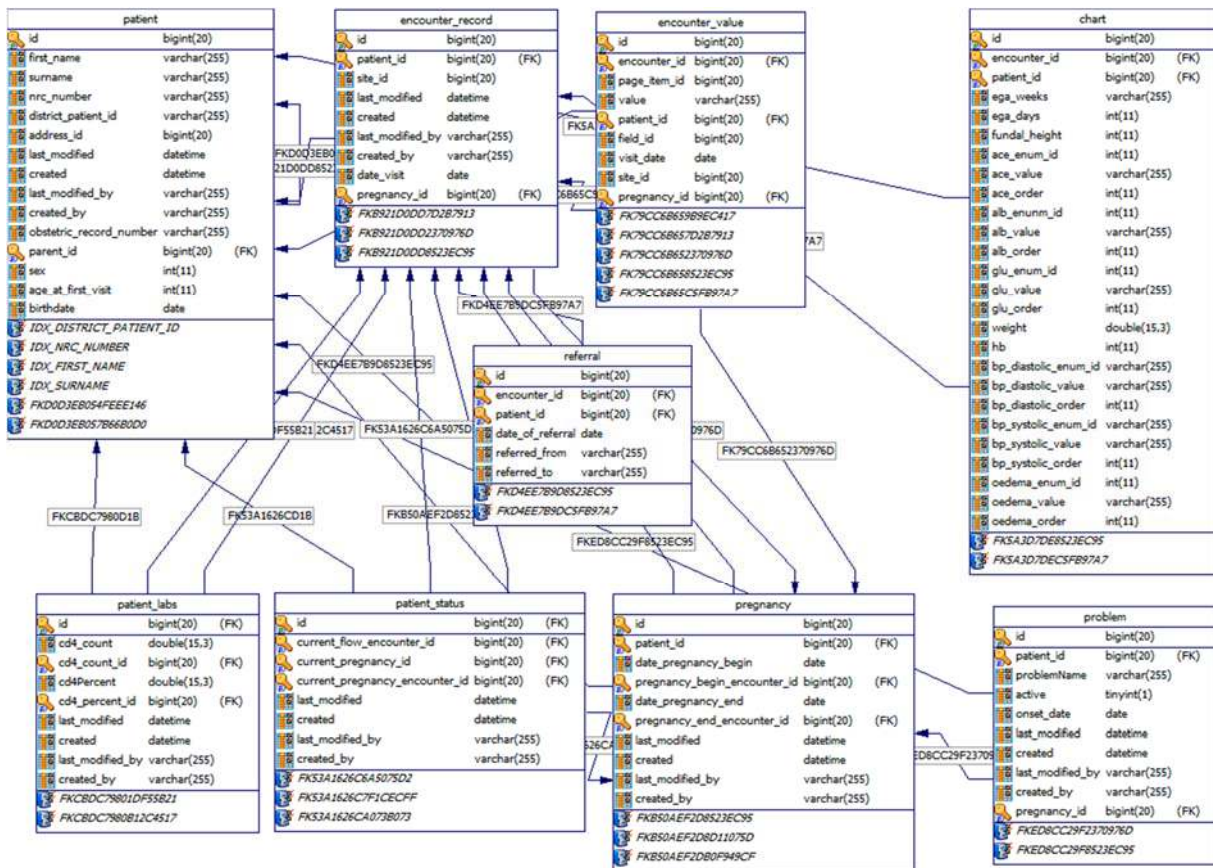 patient
id bigint(20)
first_name varchar(255)
surname varchar(255)
nrc_number varchar(255)
district_patient_id varchar(255)
address_id bigint(20)
last_modified datetime
created datetime
last_modified_by varchar(255)
created_by varchar(255)
obstetric_record_number varchar(255)
parent_id bigint(20) (FK)
sex int(11)
age_at_first_visit int(11)
birthdate date
IDX_DISTRICT_PATIENT_ID
IDX_NRC_NUMBER
IDX_FIRST_NAME
IDX_SURNAME
FKD0D3EB054FEEE146
FKD0D3EB057B66B0D0
encounter_record
id bigint(20)
patient_id bigint(20) (FK)
site_id bigint(20)
last_modified datetime
created datetime
last_modified_by varchar(255)
created_by varchar(255)
date_visit date
pregnancy_id bigint(20) (FK)
FKB921D0DD7D2B7913
FKB921D0DD2370976D
FKB921D0DD8523EC95
encounter_value
id bigint(20)
encounter_id bigint(20) (FK)
page_item_id bigint(20)
value varchar(255)
patient_id bigint(20) (FK)
field_id bigint(20)
visit_date date
site_id bigint(20)
pregnancy_id bigint(20) (FK)
FK79CC6B659B9EC417
FK79CC6B657D2B7913
FK79CC6B652370976D
FK79CC6B658523EC95
FK79CC6B65C5FB97A7
chart
id bigint(20)
encounter_id bigint(20) (FK)
patient_id bigint(20) (FK)
ega_weeks varchar(255)
ega_days int(11)
fundal_height int(11)
ace_enum_id int(11)
ace_value varchar(255)
ace_order int(11)
alb_enunm_id int(11)
alb_value varchar(255)
alb_order int(11)
glu_enum_id int(11)
glu_value varchar(255)
glu_order int(11)
weight double(15,3)
hb int(11)
bp_diastolic_enum_id varchar(255)
bp_diastolic_value varchar(255)
bp_diastolic_order int(11)
bp_systolic_enum_id varchar(255)
bp_systolic_value varchar(255)
bp_systolic_order int(11)
oedema_enum_id int(11)
oedema_value varchar(255)
oedema_order int(11)
FK5A3D7DE8523EC95
FK5A3D7DEC5FB97A7
FKD0D3EB0
21D0DD8523
FK5A
C6B65C5
7A7
FKD4EE7B9DC5FB97A7
FKD4EE7B9D8523EC95
referral
id bigint(20)
encounter_id bigint(20) (FK)
patient_id bigint(20) (FK)
date_of_referral date
referred_from varchar(255)
referred_to varchar(255)
FKD4EE7B9D8523EC95
FKD4EE7B9DC5FB97A7
DF55B21
2C4517
FK53A1626C6A5075D
0976D
FK79CC6B652370976D
FKCBDC7980D1B
FK53A1626CD1B
FKB50AEF2D8523
FKED8CC29F8523EC95
patient_labs
id bigint(20) (FK)
cd4_count double(15,3)
cd4_count_id bigint(20) (FK)
cd4Percent double(15,3)
cd4_percent_id bigint(20) (FK)
last_modified datetime
created datetime
last_modified_by varchar(255)
created_by varchar(255)
FKCBDC79801DF55B21
FKCBDC7980B12C4517
patient_status
id bigint(20) (FK)
current_flow_encounter_id bigint(20) (FK)
current_pregnancy_id bigint(20) (FK)
current_pregnancy_encounter_id bigint(20) (FK)
last_modified datetime
created datetime
last_modified_by varchar(255)
created_by varchar(255)
FK53A1626C6A5075D2
FK53A1626C7F1CECFF
FK53A1626CA073B073
626CA
pregnancy
id bigint(20)
patient_id bigint(20) (FK)
date_pregnancy_begin date
pregnancy_begin_encounter_id bigint(20) (FK)
date_pregnancy_end date
pregnancy_end_encounter_id bigint(20) (FK)
last_modified datetime
created datetime
last_modified_by varchar(255)
created_by varchar(255)
FKB50AEF2D8523EC95
FKB50AEF2D8D11075D
FKB50AEF2DB0F949CF
ED8CC29F23709
problem
id bigint(20)
patient_id bigint(20) (FK)
problemName varchar(255)
active tinyint(1)
onset_date date
last_modified datetime
created datetime
last_modified_by varchar(255)
created_by varchar(255)
pregnancy_id bigint(20) (FK)
FKED8CC29F2370976D
FKED8CC29F8523EC95